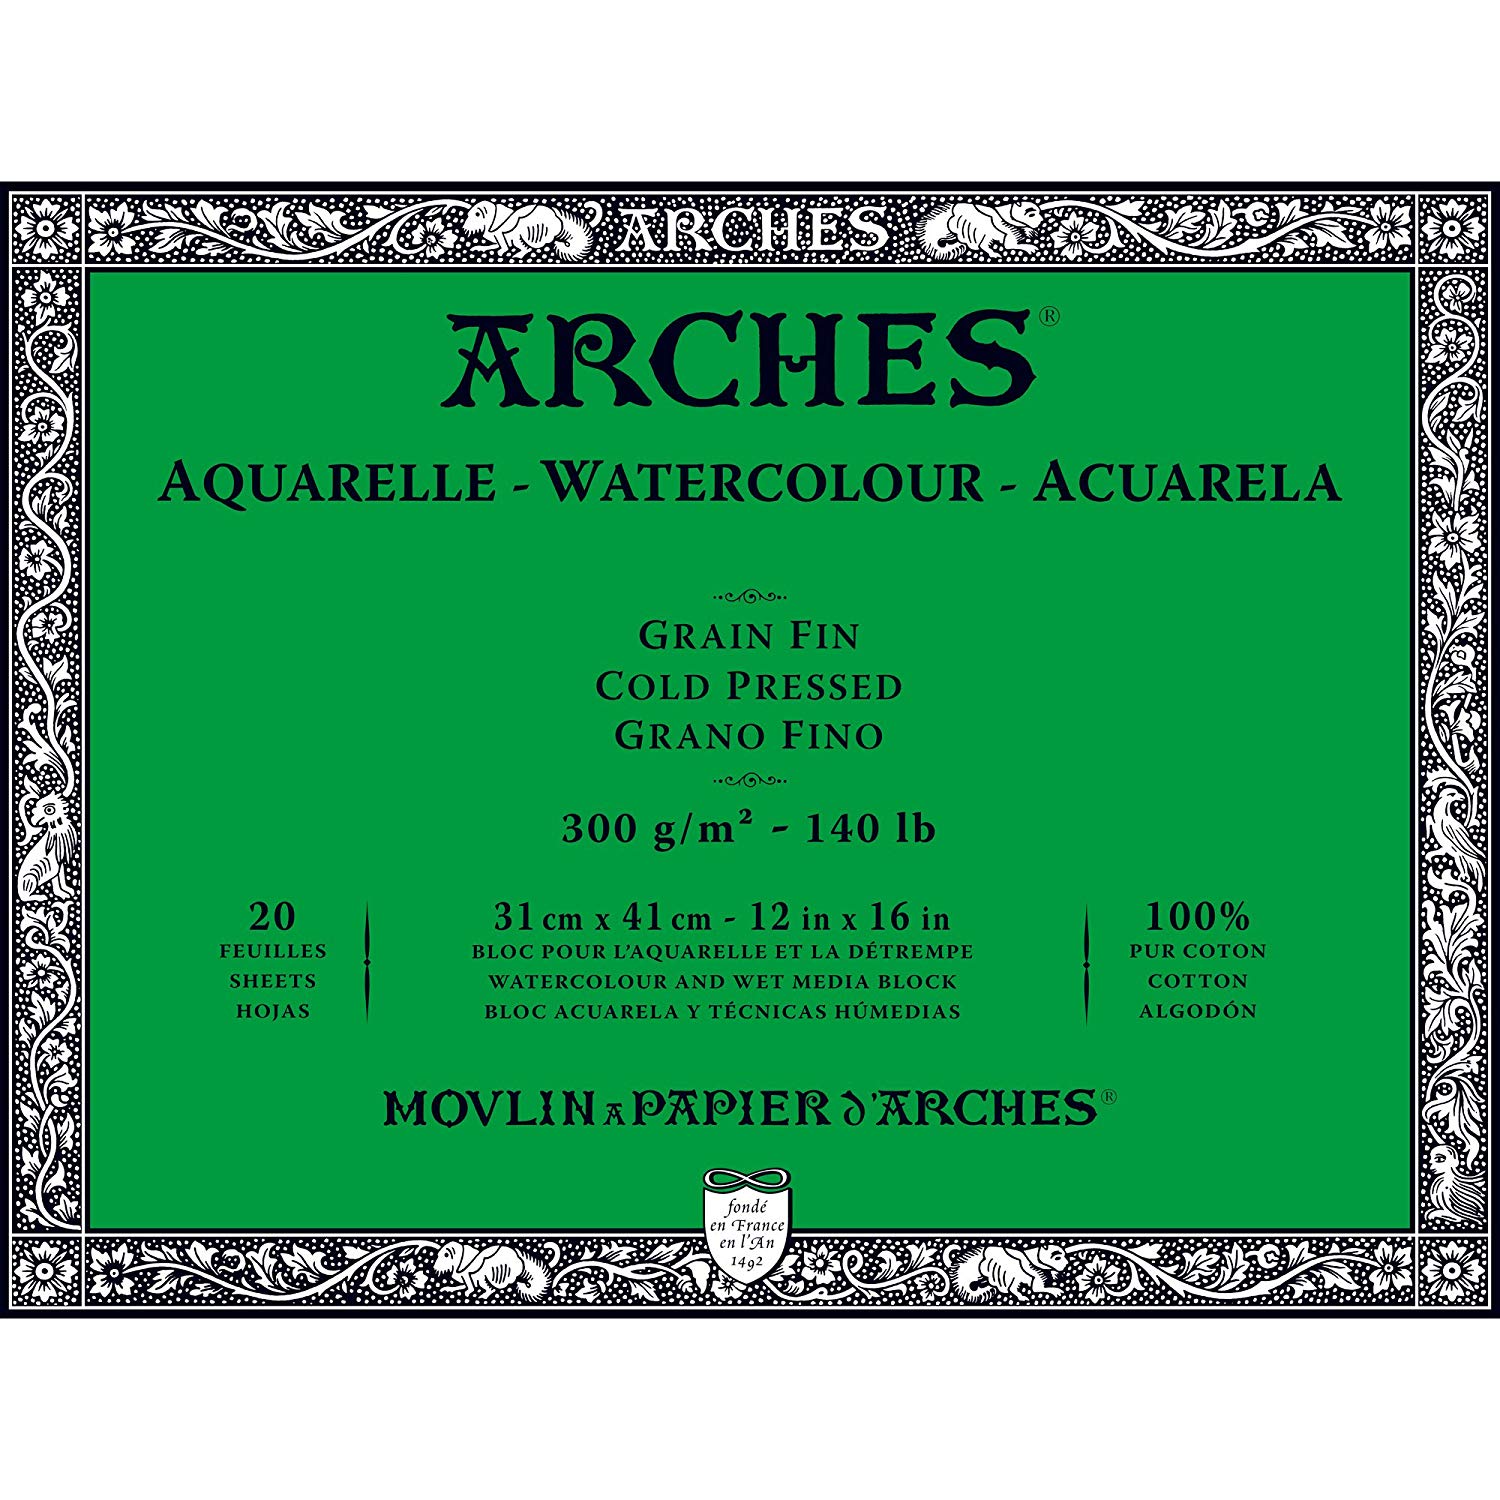 ARCHES
ARCHES®
AQUARELLE - WATERCOLOUR - ACUARELA
GRAIN FIN
COLD PRESSED
GRANO FINO
300 g/m² - 140 lb
20
FEUILLES
SHEETS
HOJAS
31 cm x 41 cm - 12 in x 16 in
BLOC POUR L'AQUARELLE ET LA DÉTREMPE
WATERCOLOUR AND WET MEDIA BLOCK
BLOC ACUARELA Y TÉCNICAS HÚMEDIAS
100%
PUR COTON
COTTON
ALGODÓN
MOVLIN A PAPIER d'ARCHES®
fondé
en France
en l'An
1492